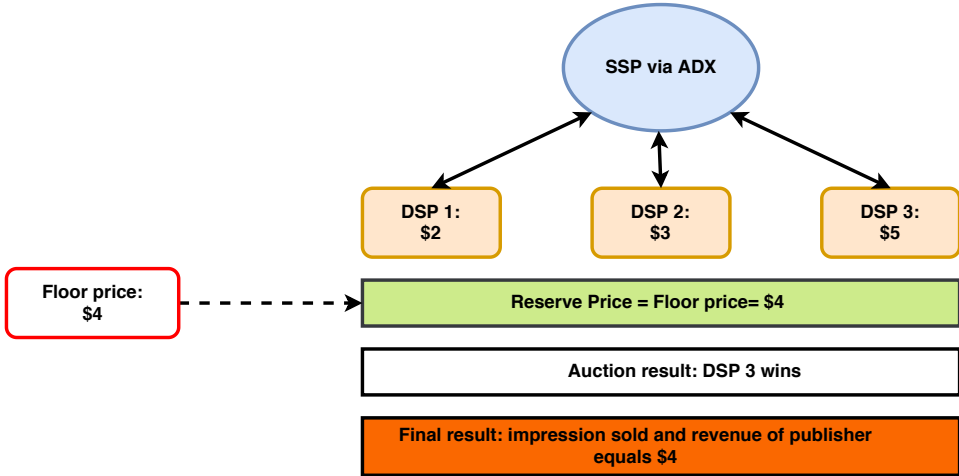 SSP via ADX
DSP 1:
$2
DSP 2:
$3
DSP 3:
$5
Floor price:
$4
Reserve Price = Floor price= $4
Auction result: DSP 3 wins
Final result: impression sold and revenue of publisher
equals $4